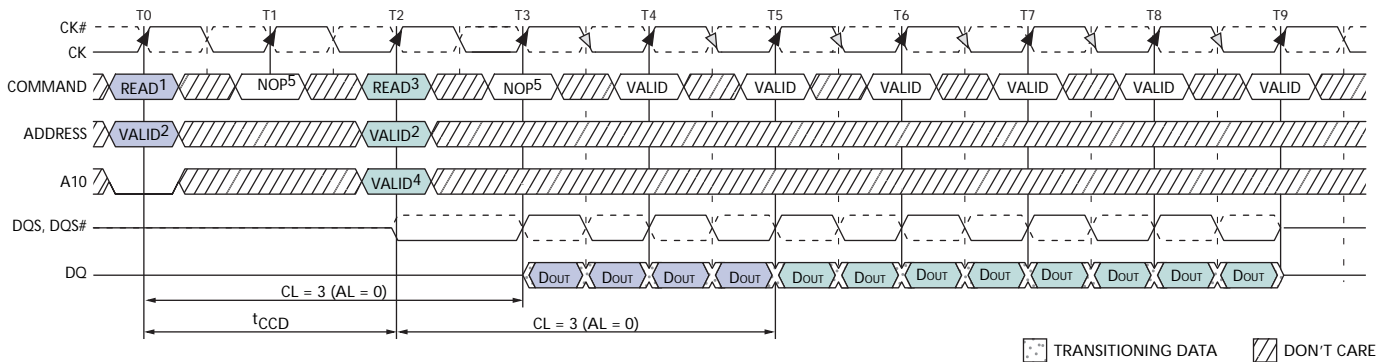 T0 T1 T2 T3 T4 T5 T6 T7 T8 T9
CK#
CK
COMMAND READ1 NOP5 READ3 NOP5 VALID VALID VALID VALID VALID VALID
ADDRESS VALID2 VALID2
A10 VALID4
DQS, DQS#
DQ DOUT DOUT DOUT DOUT DOUT DOUT DOUT DOUT DOUT DOUT DOUT DOUT
CL = 3 (AL = 0)
tCCD CL = 3 (AL = 0)
TRANSITIONING DATA DON'T CARE